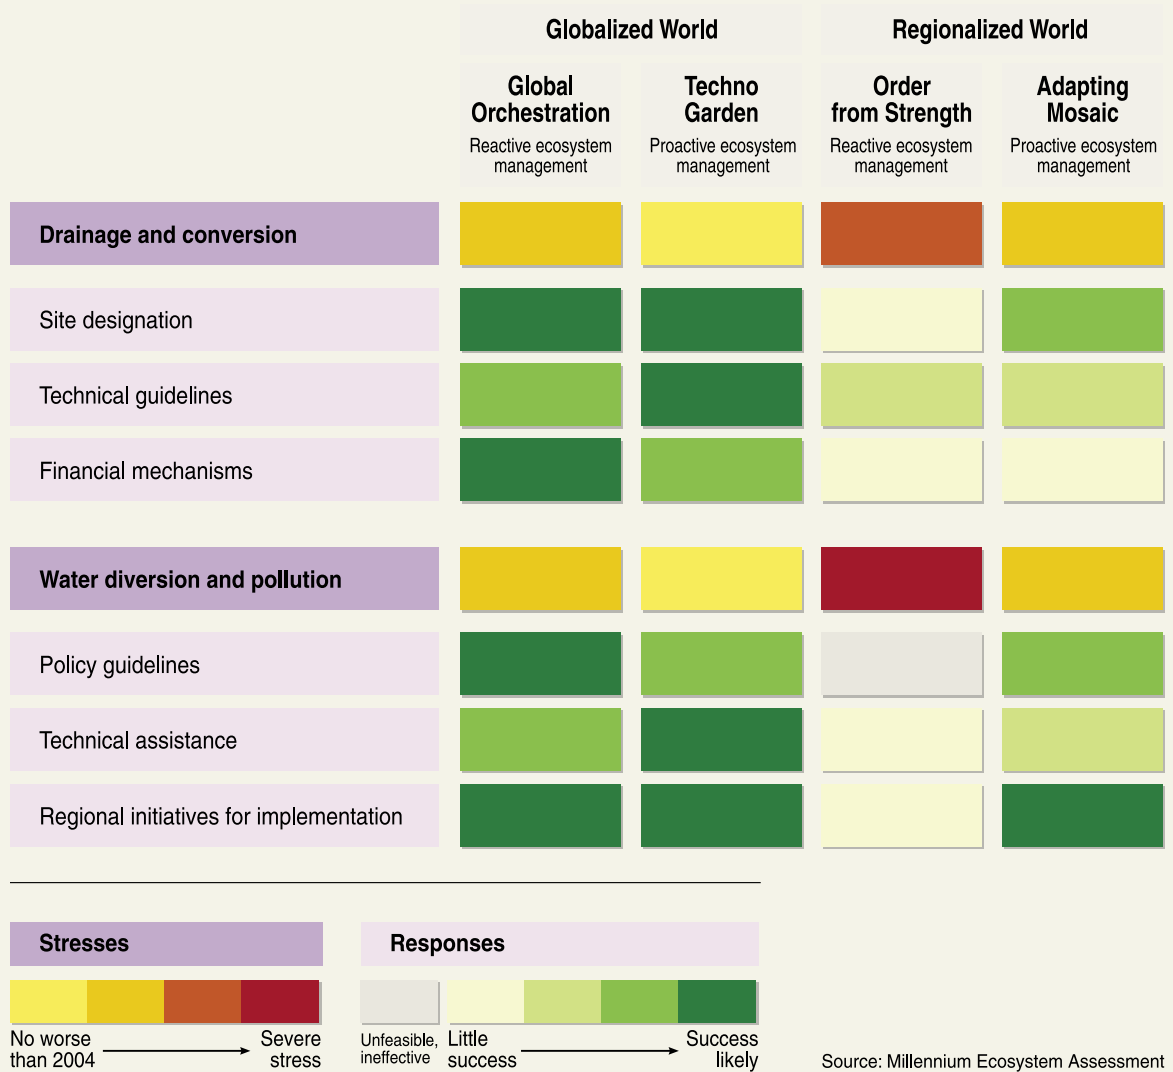 Globalized World
Regionalized World
Global
Orchestration
Reactive ecosystem
management
Techno
Garden
Proactive ecosystem
management
Order
from Strength
Reactive ecosystem
management
Adapting
Mosaic
Proactive ecosystem
management
Drainage and conversion
Site designation
Technical guidelines
Financial mechanisms
Water diversion and pollution
Policy guidelines
Technical assistance
Regional initiatives for implementation
Stresses
No worse
than 2004
Severe
stress
Responses
Unfeasible,
ineffective
Little
success
Success
likely
Source: Millennium Ecosystem Assessment